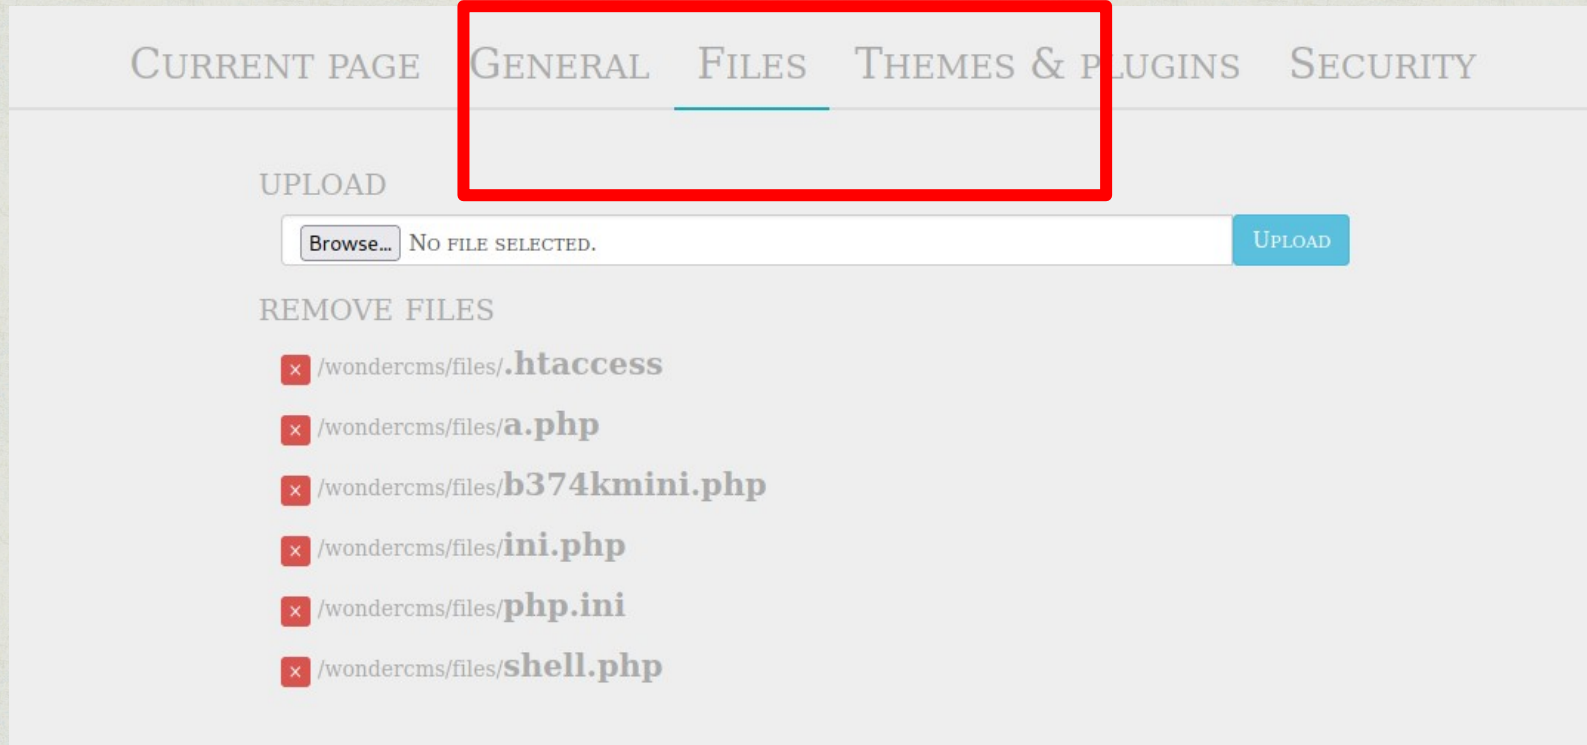 CURRENT PAGE GENERAL FILES THEMES & PLUGINS SECURITY
UPLOAD
Browse... NO FILE SELECTED. UPLOAD
REMOVE FILES
× /wondercms/files/.htaccess
× /wondercms/files/a.php
× /wondercms/files/b374kmini.php
× /wondercms/files/ini.php
× /wondercms/files/php.ini
× /wondercms/files/shell.php